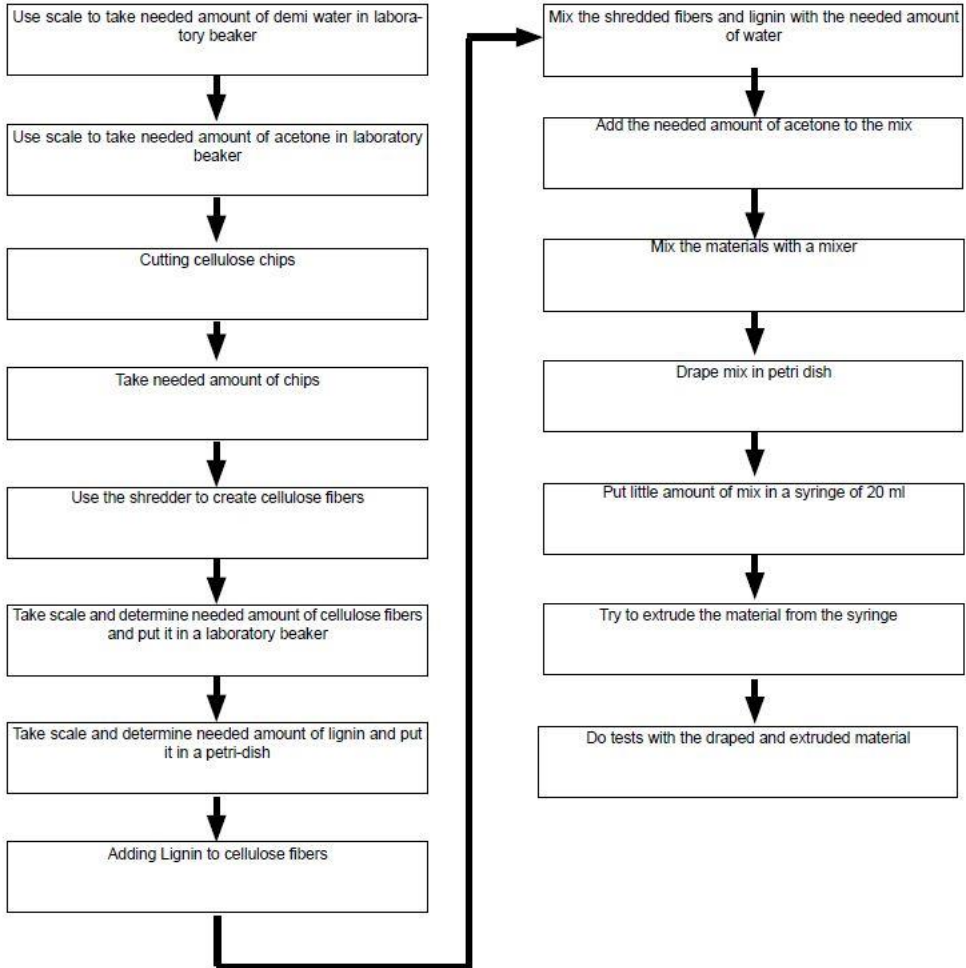 Use scale to take needed amount of demi water in labora-
tory beaker
Use scale to take needed amount of acetone in laboratory
beaker
Cutting cellulose chips
Take needed amount of chips
Use the shredder to create cellulose fibers
Take scale and determine needed amount of cellulose fibers
and put it in a laboratory beaker
Take scale and determine needed amount of lignin and put
it in a petri-dish
Adding Lignin to cellulose fibers
Mix the shredded fibers and lignin with the needed amount
of water
Add the needed amount of acetone to the mix
Mix the materials with a mixer
Drape mix in petri dish
Put little amount of mix in a syringe of 20 ml
Try to extrude the material from the syringe
Do tests with the draped and extruded material